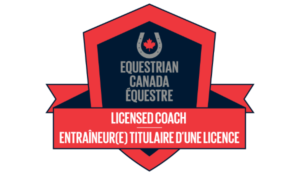 EQUESTRIAN
CANADA
ÉQUESTRE
LICENSED COACH
ENTRAÎNEUR(E) TITULAIRE D'UNE LICENCE